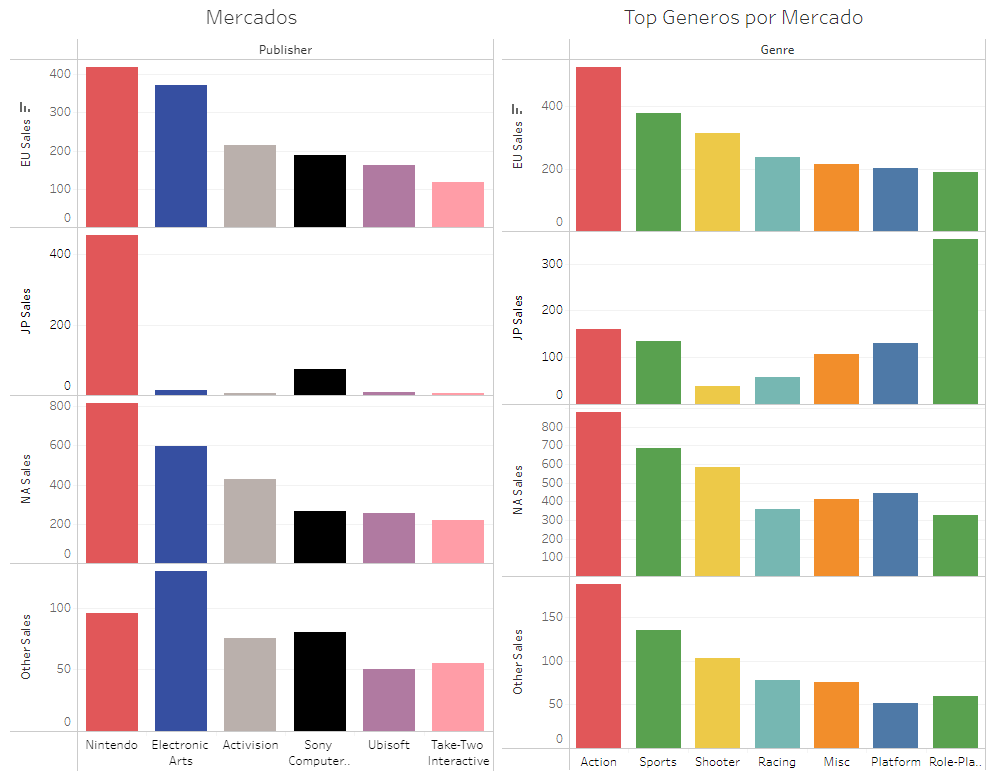 Mercados
Publisher
EU Sales
400
300
200
100
0
JP Sales
400
200
0
NA Sales
800
600
400
200
0
Other Sales
100
50
0
Nintendo
Electronic
Arts
Activision
Sony
Computer..
Ubisoft
Take-Two
Interactive
Top Generos por Mercado
Genre
EU Sales
400
200
0
JP Sales
300
200
100
0
NA Sales
800
700
600
500
400
300
200
100
Other Sales
150
100
50
0
Action
Sports
Shooter
Racing
Misc
Platform
Role-Pla..